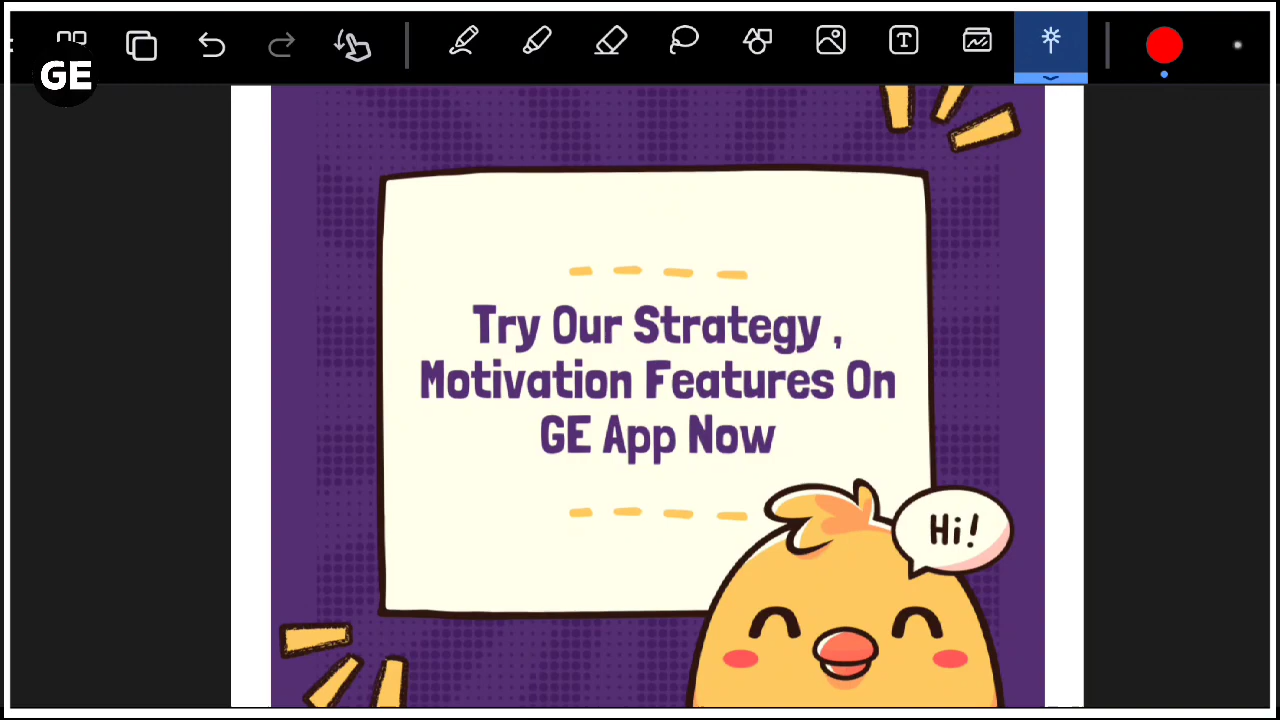 GE
Try Our Strategy ,
Motivation Features On
GE App Now
Hi!